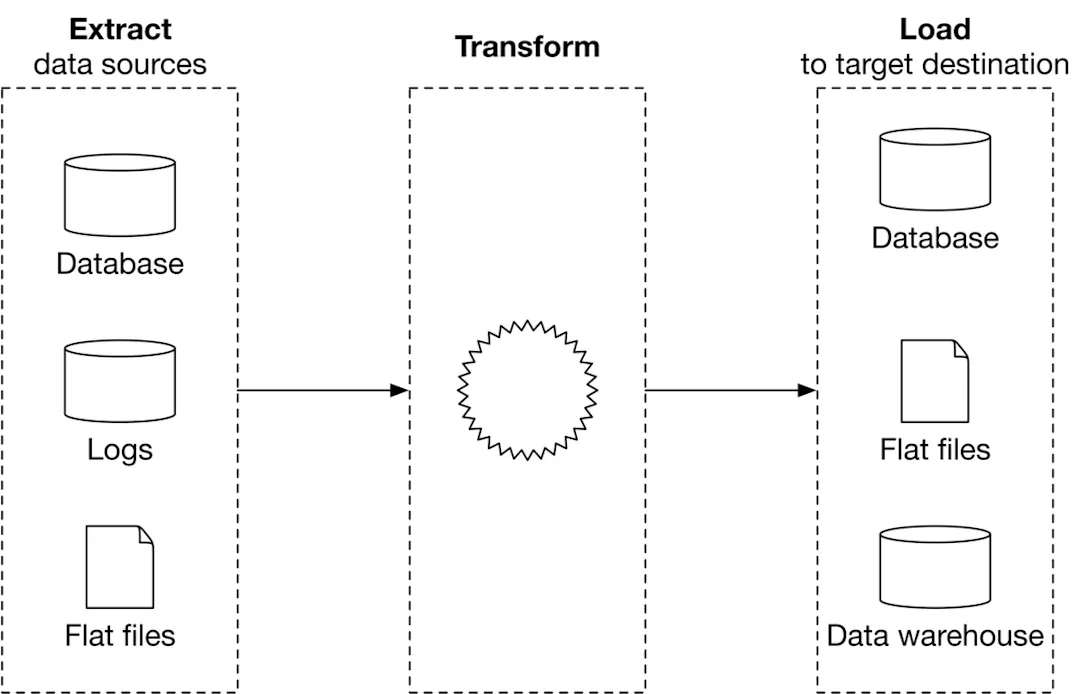 Extract
data sources
Database
Logs
Flat files
Transform
Load
to target destination
Database
Flat files
Data warehouse